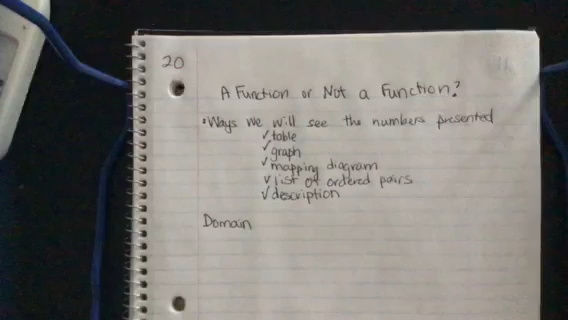 20
A Function or Not a Function?
•Ways we will see the numbers presented
✓table
✓graph
✓mapping diagram
✓list of ordered pairs
✓description
Domain